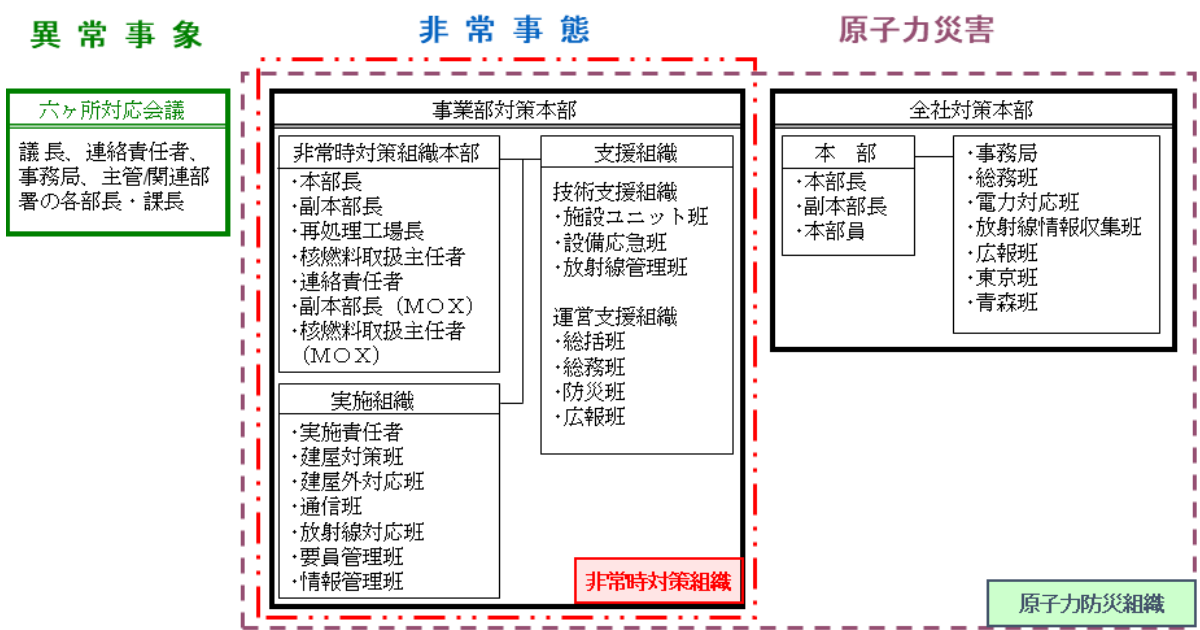 異常事象
六ヶ所対応会議
議長、連絡責任者、
事務局、主管/関連部
署の各部長・課長
非常事態
事業部対策本部
非常時対策組織本部
・本部長
・副本部長
・再処理工場長
・核燃料取扱主任者
・連絡責任者
・副本部長（ＭＯＸ）
・核燃料取扱主任者
（ＭＯＸ）
実施組織
・実施責任者
・建屋対策班
・建屋外対応班
・通信班
・放射線対応班
・要員管理班
・情報管理班
支援組織
技術支援組織
・施設ユニット班
・設備応急班
・放射線管理班
運営支援組織
・総括班
・総務班
・防災班
・広報班
非常時対策組織
原子力災害
全社対策本部
本　部
・本部長
・副本部長
・本部員
・事務局
・総務班
・電力対応班
・放射線情報収集班
・広報班
・東京班
・青森班
原子力防災組織